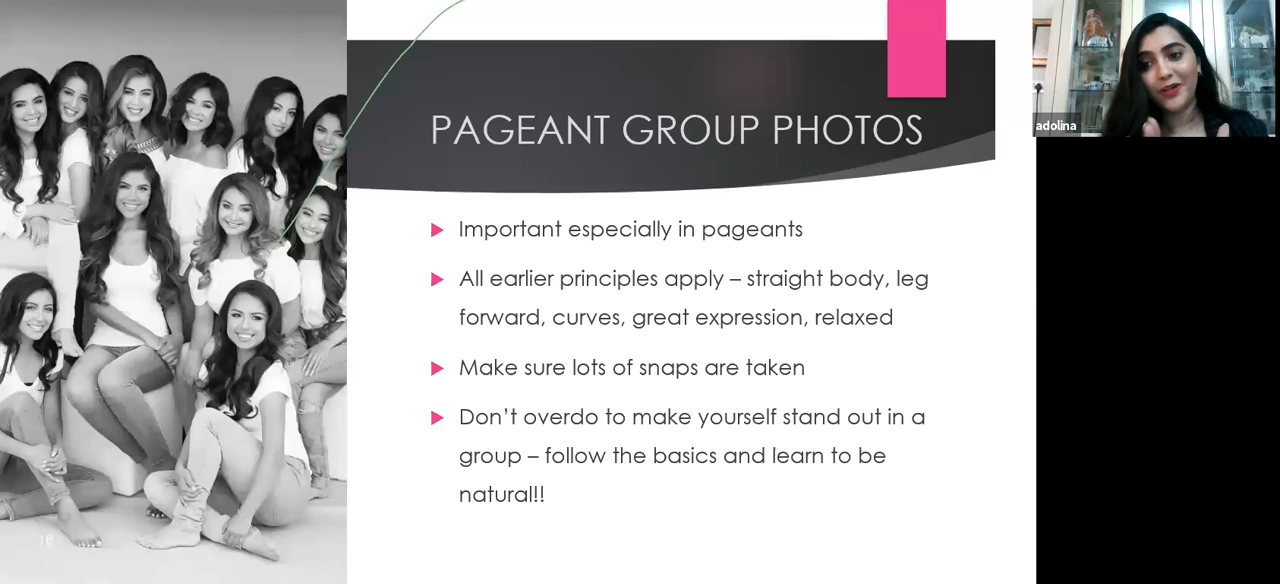 PAGEANT GROUP PHOTOS
adolina
Important especially in pageants
All earlier principles apply – straight body, leg
forward, curves, great expression, relaxed
Make sure lots of snaps are taken
Don’t overdo to make yourself stand out in a
group – follow the basics and learn to be
natural!!
18